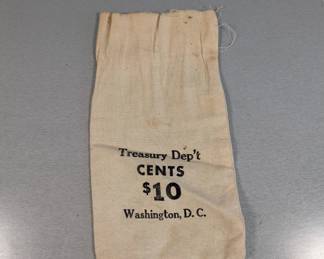 Treasury Dep't
CENTS
$10
Washington, D. C.